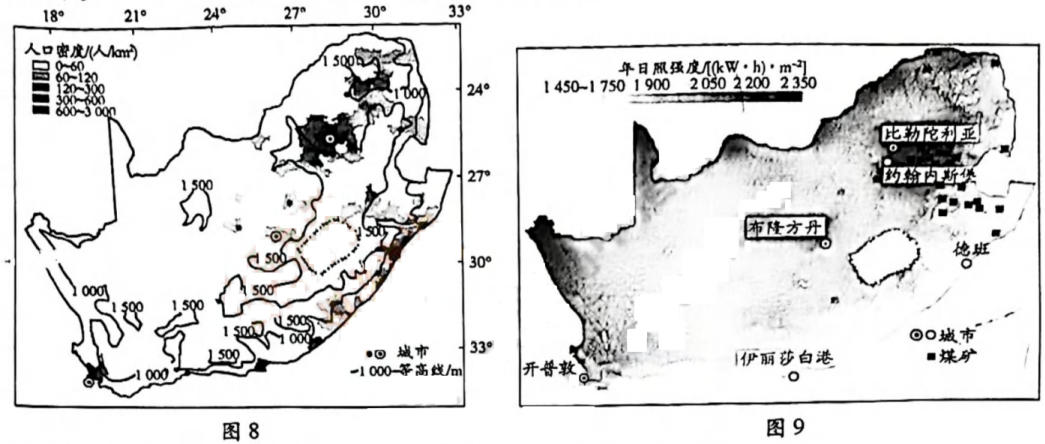 18° 21° 24° 27° 30° 33°
人口密度/(人/km²)
0~60
60~120
120~300
300~600
600~3 000
24°
27°
30°
33°
1 500
1 000
1 500
1 500
1 500
1 500
1 000
1 500
1 500
1 500
1 500
1 000
1 500
1 000
城市
-1 000-等高线/m
图 8
年日照强度/[(kW·h)·m⁻²]
1 450~1 750 1 900 2 050 2 200 2 350
比勒陀利亚
约翰内斯堡
布隆方丹
德班
开普敦
伊丽莎白港
城市
煤矿
图 9